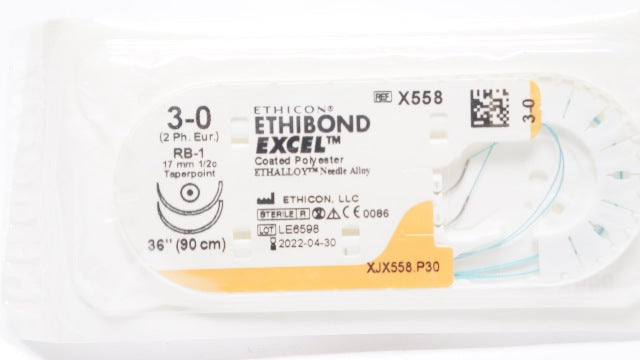 3-0
(2 Ph. Eur.)
RB-1
17 mm 1/2c
Taperpoint
36" (90 cm)
ETHICON®
ETHIBOND
EXCEL™
Coated Polyester
ETHALLOY™ Needle Alloy
ETHICON, LLC
STERILE R CE 0086
LOT LE6598
2022-04-30
REF X558
3-0
XJX558.P30